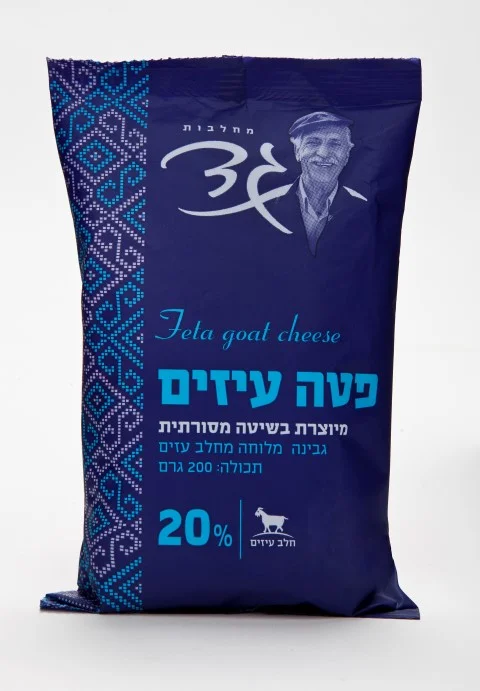 מחלבות
גד
Feta goat cheese
פטה עיזים
מיוצרת בשיטה מסורתית
גבינה מלוחה מחלב עזים
תכולה: 200 גרם
20%
חלב עיזים